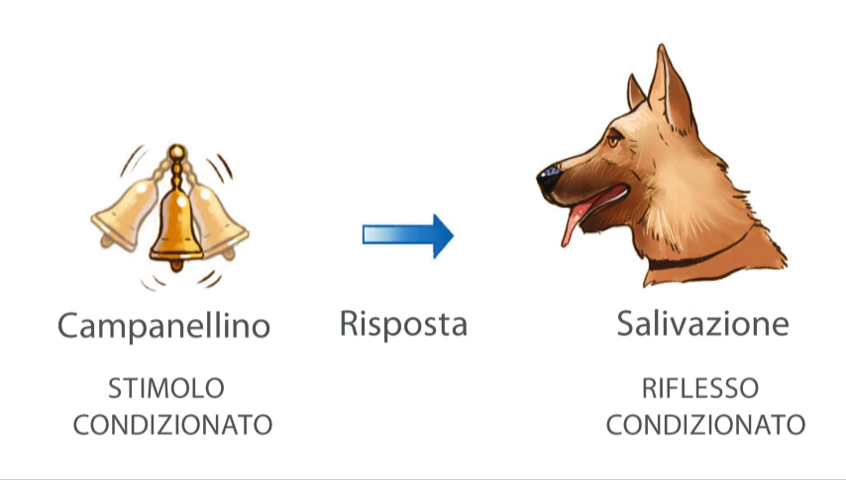 Campanellino
Risposta
Salivazione
STIMOLO
CONDIZIONATO
RIFLESSO
CONDIZIONATO